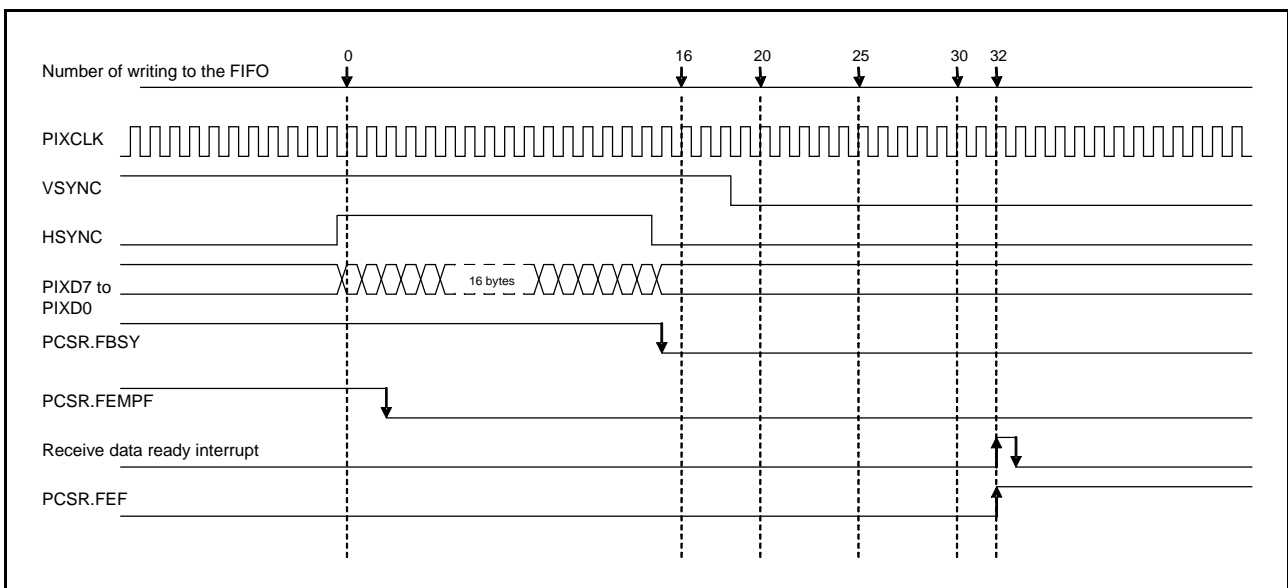 0 16 20 25 30 32
Number of writing to the FIFO
PIXCLK
VSYNC
HSYNC
16 bytes
PIXD7 to
PIXD0
PCSR.FBSY
PCSR.FEMPF
Receive data ready interrupt
PCSR.FEF